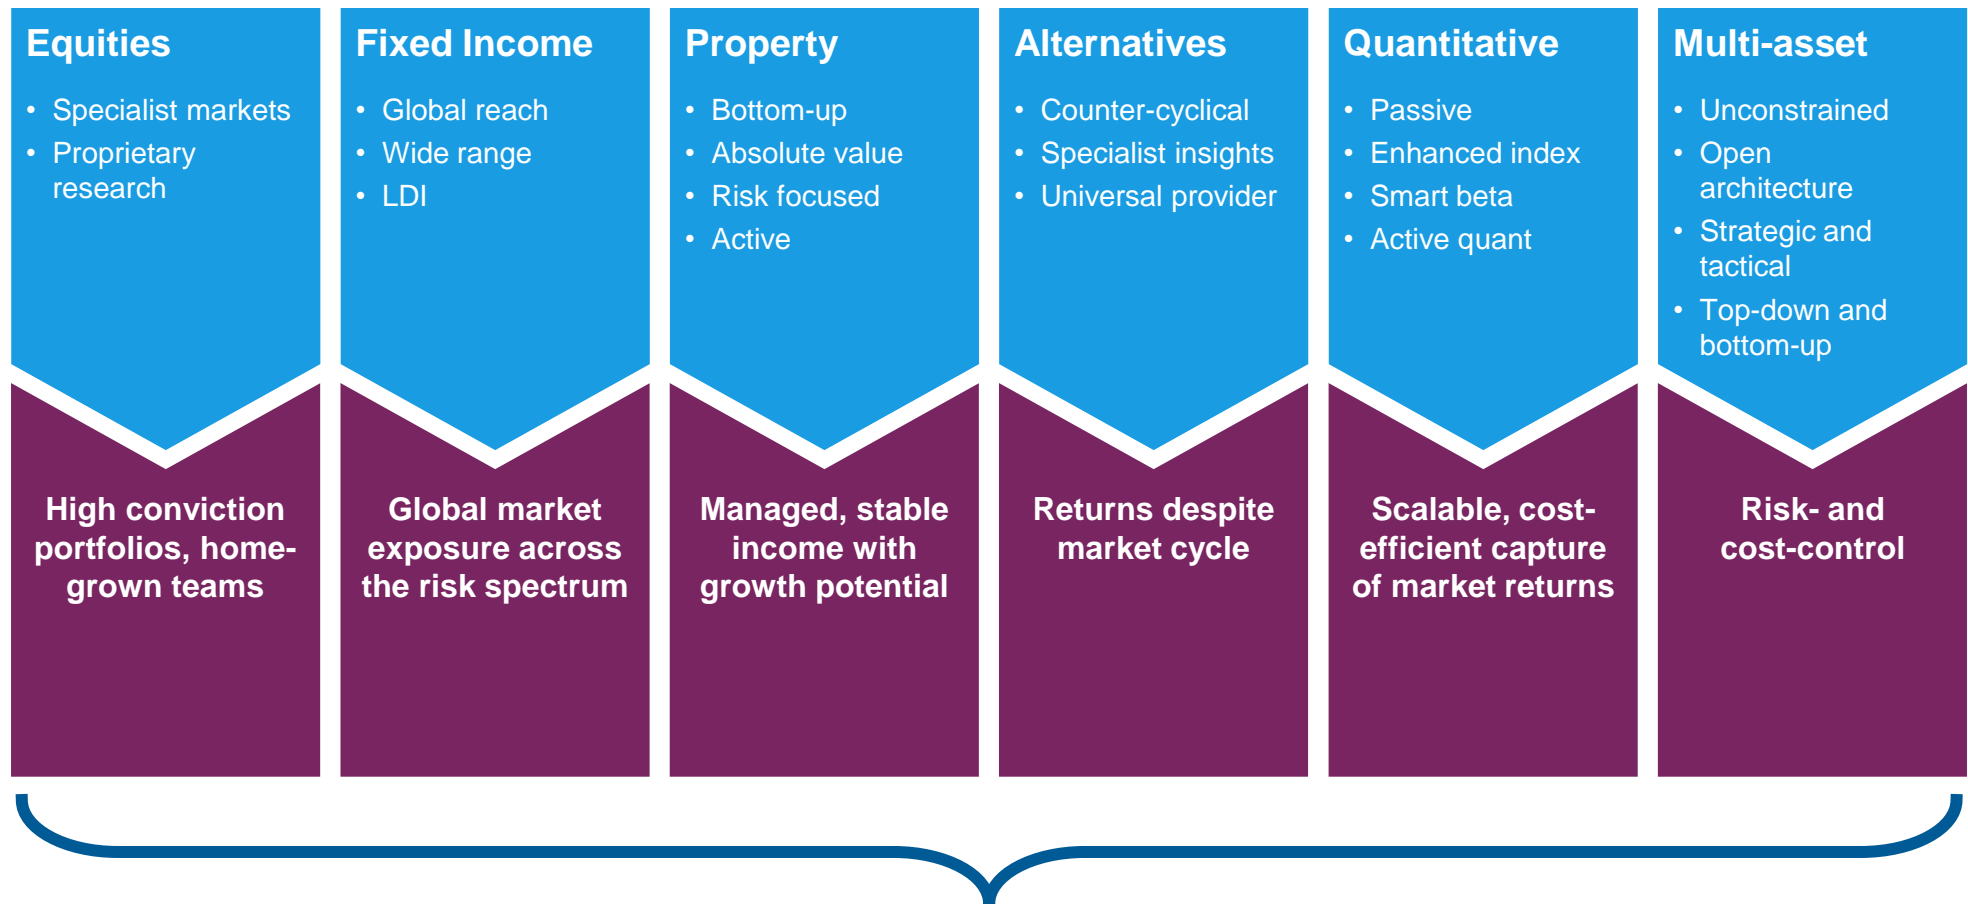 Equities
• Specialist markets
• Proprietary
research
Fixed Income
• Global reach
• Wide range
• LDI
Property
• Bottom-up
• Absolute value
• Risk focused
• Active
Alternatives
• Counter-cyclical
• Specialist insights
• Universal provider
Quantitative
• Passive
• Enhanced index
• Smart beta
• Active quant
Multi-asset
• Unconstrained
• Open
architecture
• Strategic and
tactical
• Top-down and
bottom-up
High conviction
portfolios, home-
grown teams
Global market
exposure across
the risk spectrum
Managed, stable
income with
growth potential
Returns despite
market cycle
Scalable, cost-
efficient capture
of market returns
Risk- and
cost-control